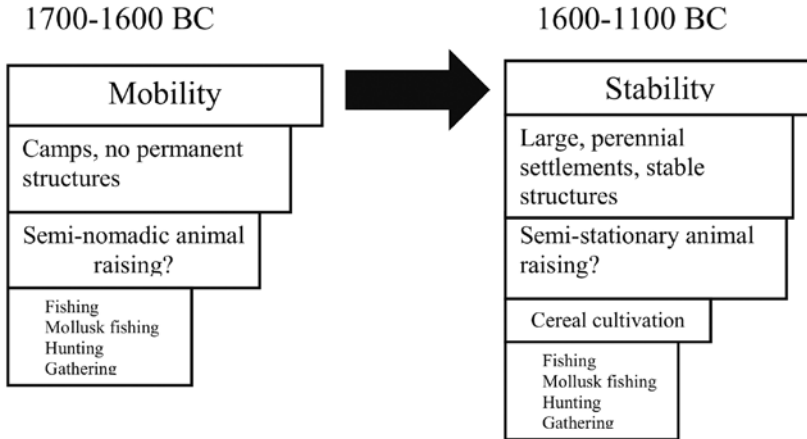 1700-1600 BC
Mobility
Camps, no permanent
structures
Semi-nomadic animal
raising?
Fishing
Mollusk fishing
Hunting
Gathering
1600-1100 BC
Stability
Large, perennial
settlements, stable
structures
Semi-stationary animal
raising?
Cereal cultivation
Fishing
Mollusk fishing
Hunting
Gathering